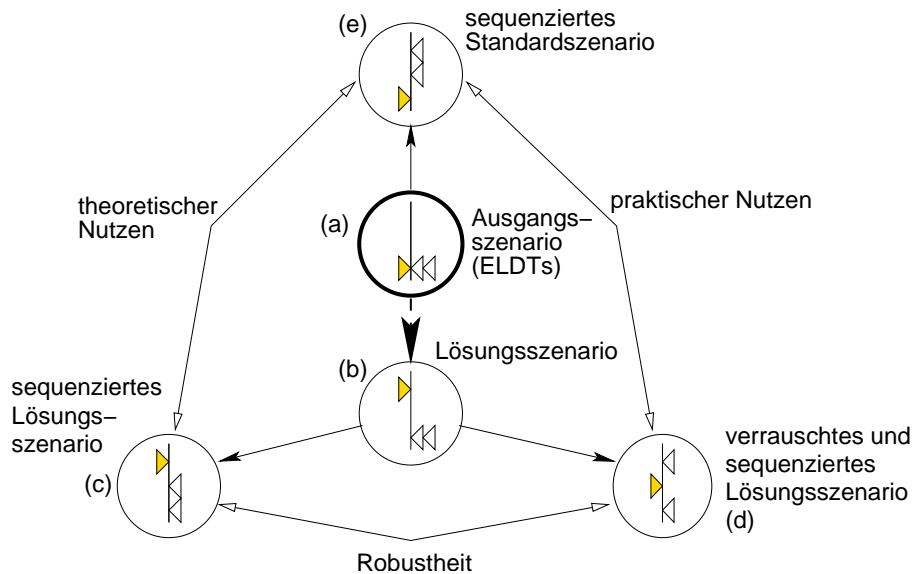 (e)
sequenziertes
Standardszenario
theoretischer
Nutzen
praktischer Nutzen
(a)
Ausgangs–
szenario
(ELDTs)
(b)
Lösungsszenario
sequenziertes
Lösungs–
szenario
(c)
verrauschtes und
sequenziertes
Lösungsszenario
(d)
Robustheit